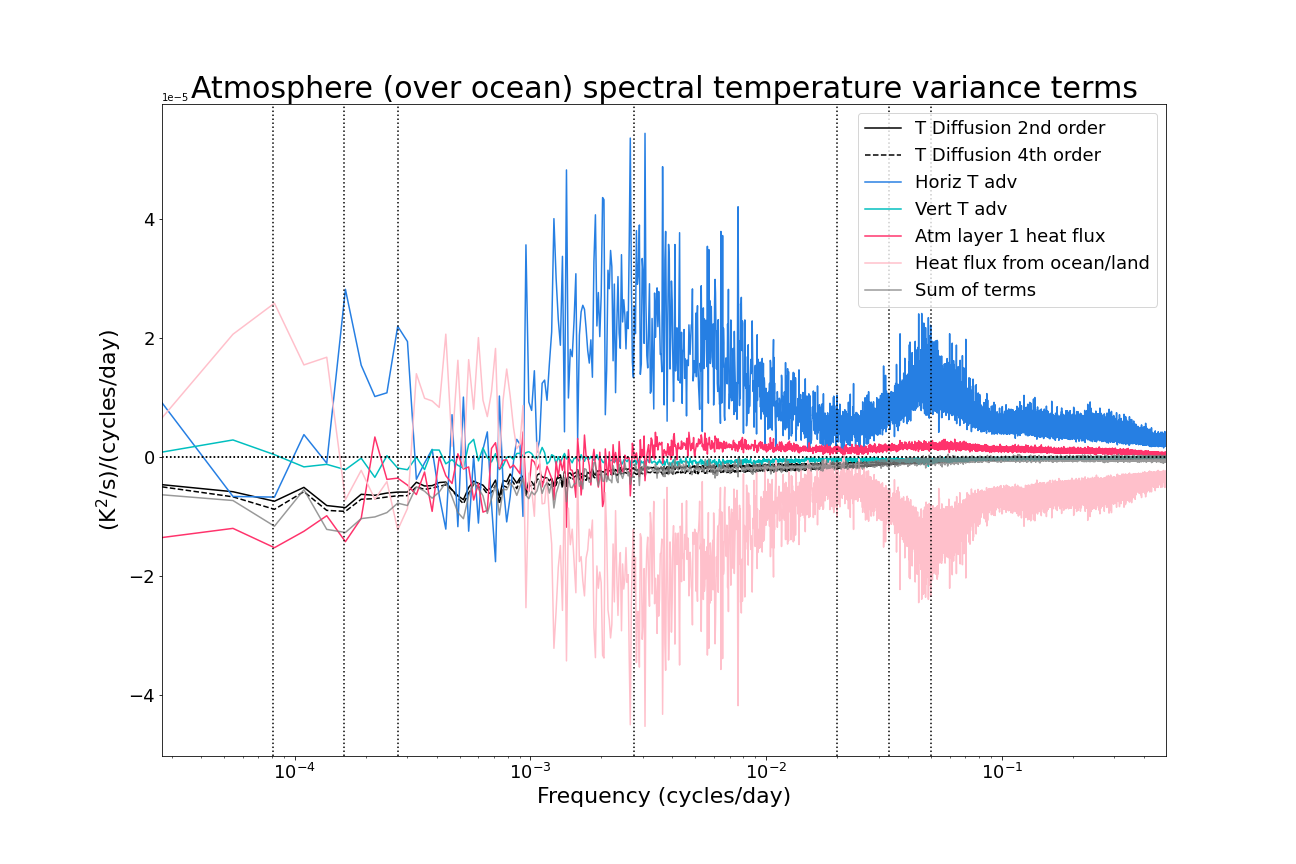 Atmosphere (over ocean) spectral temperature variance terms
1e−5
T Diffusion 2nd order
T Diffusion 4th order
Horiz T adv
Vert T adv
Atm layer 1 heat flux
Heat flux from ocean/land
Sum of terms
4
2
0
−2
−4
(K²/s)/(cycles/day)
10⁻⁴ 10⁻³ 10⁻² 10⁻¹
Frequency (cycles/day)